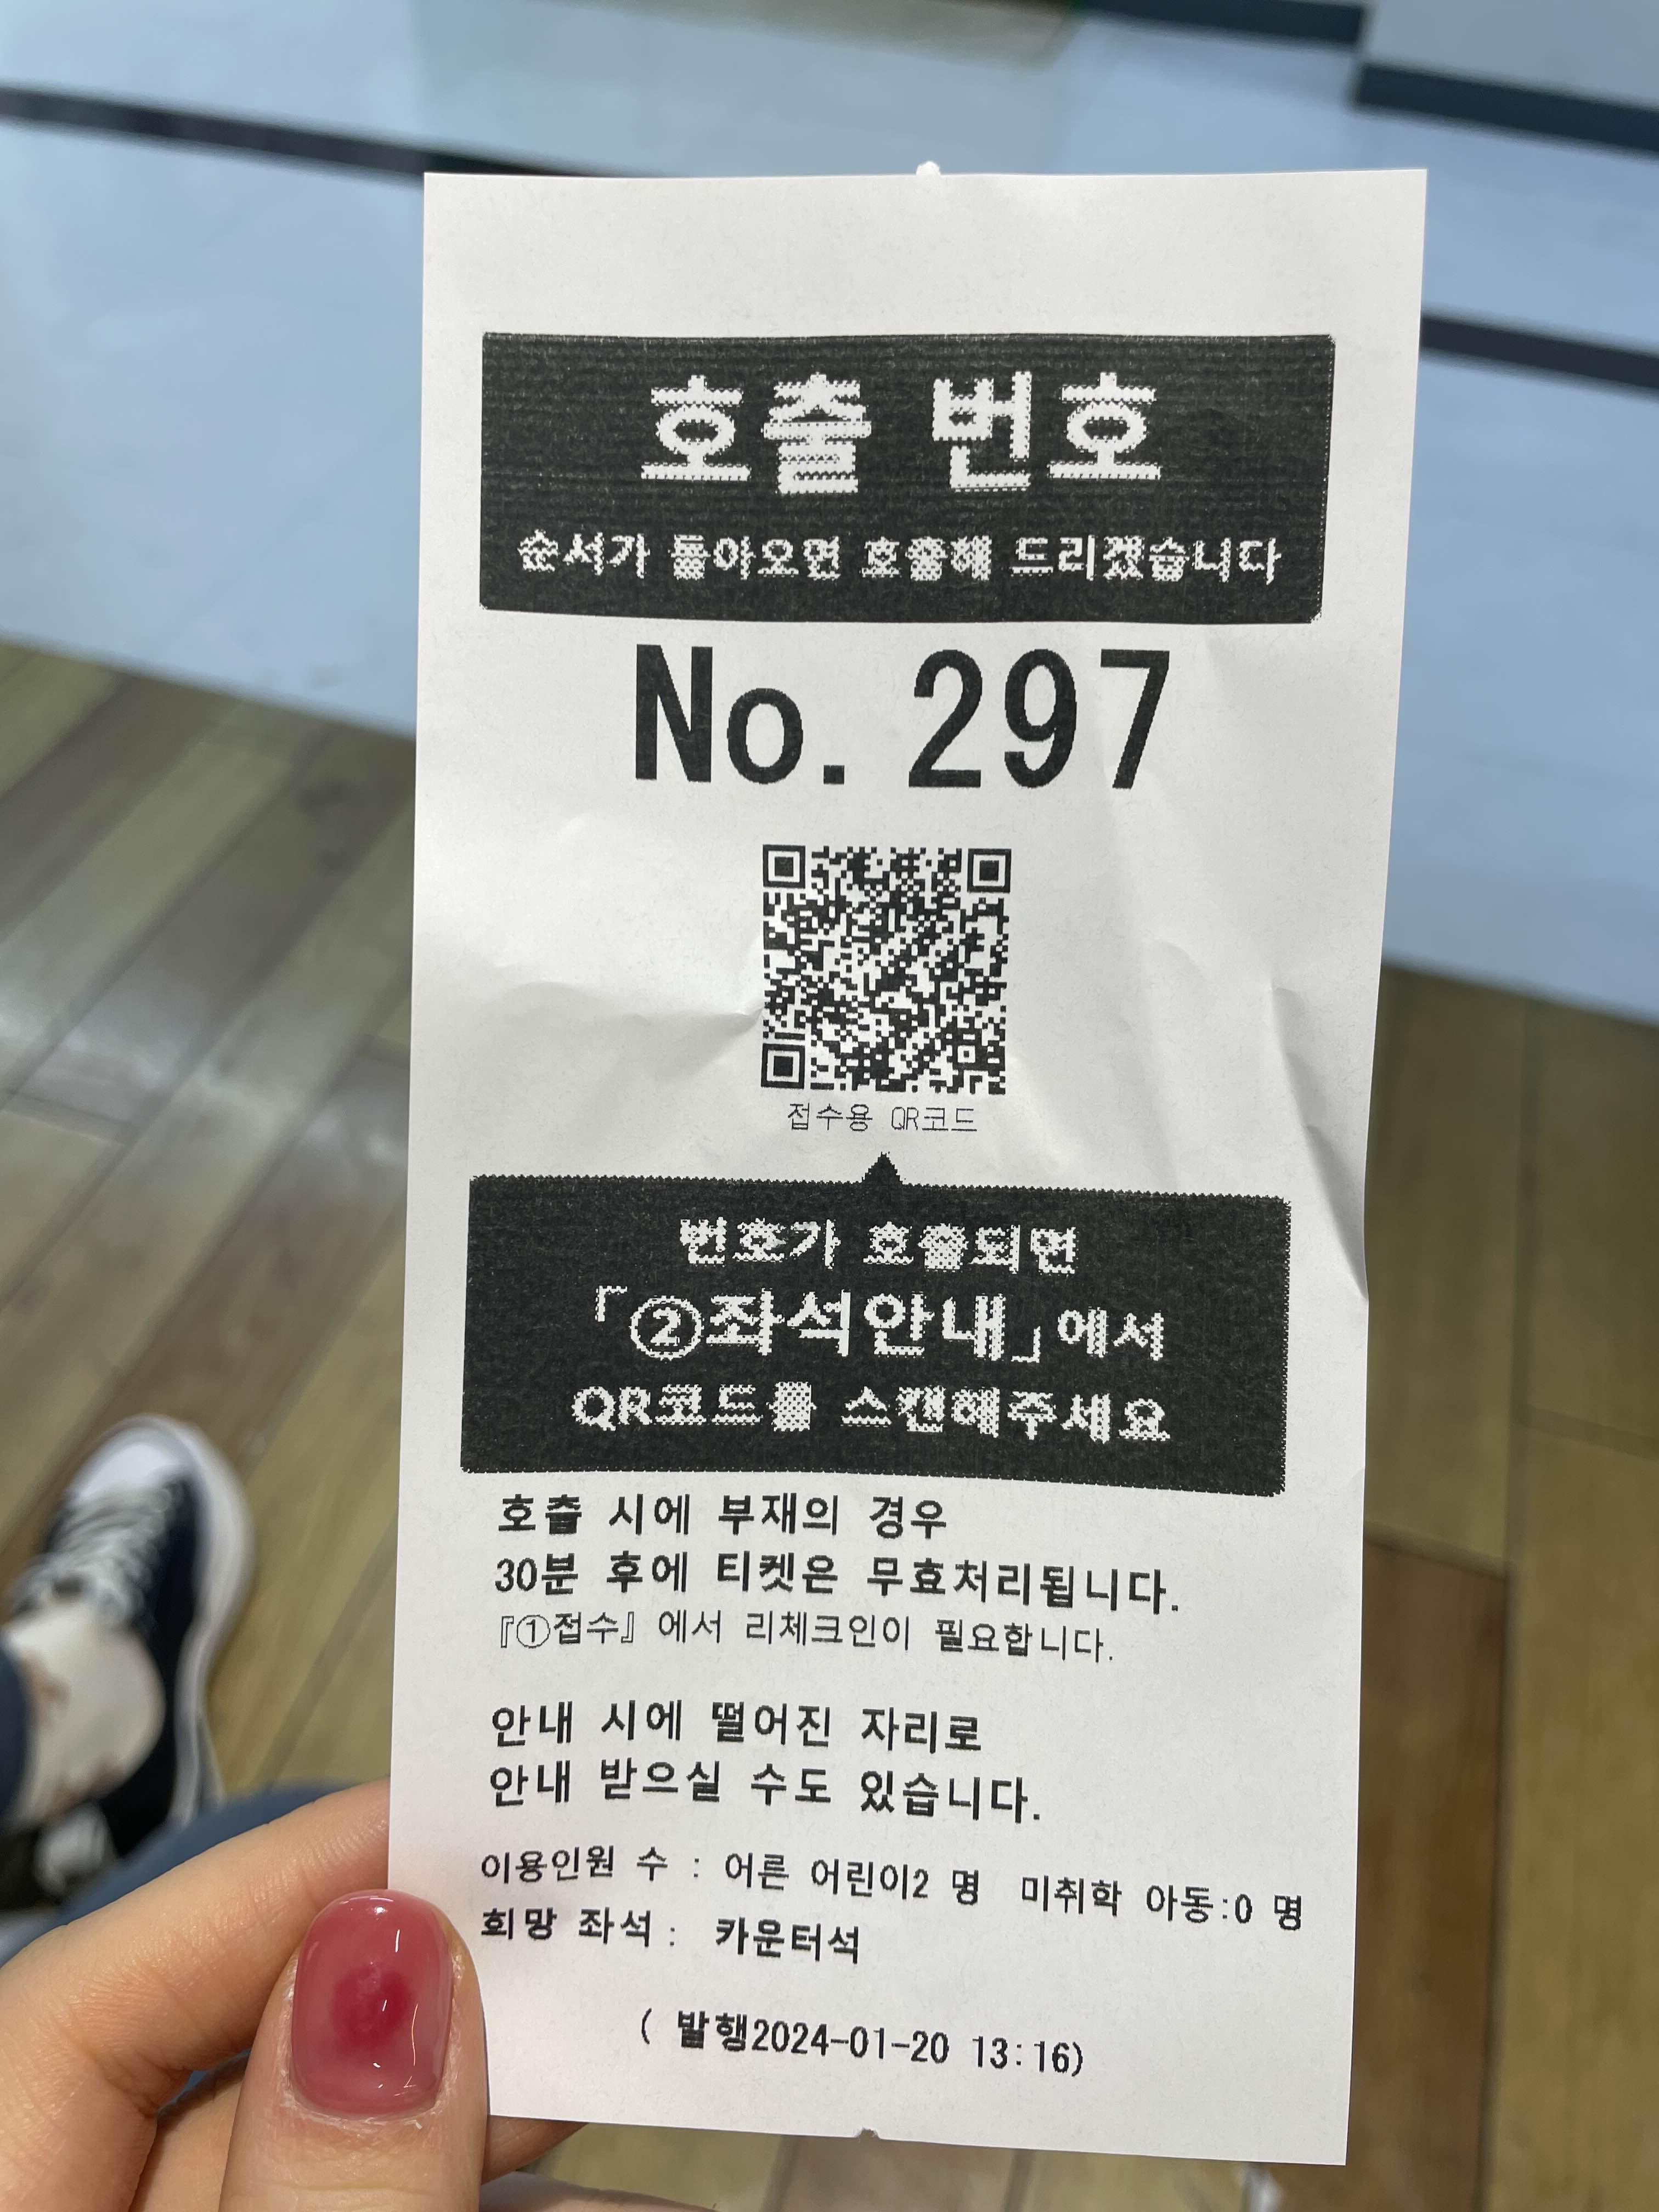 호출 번호
순서가 돌아오면 호출해 드리겠습니다
No. 297
접수용 QR코드
번호가 호출되면
「②좌석안내」에서
QR코드를 스캔해주세요
호출 시에 부재의 경우
30분 후에 티켓은 무효처리됩니다.
『①접수』에서 리체크인이 필요합니다.
안내 시에 떨어진 자리로
안내 받으실 수도 있습니다.
이용인원 수 : 어른 어린이2 명 미취학 아동:0 명
희망 좌석 : 카운터석
( 발행2024-01-20 13:16)